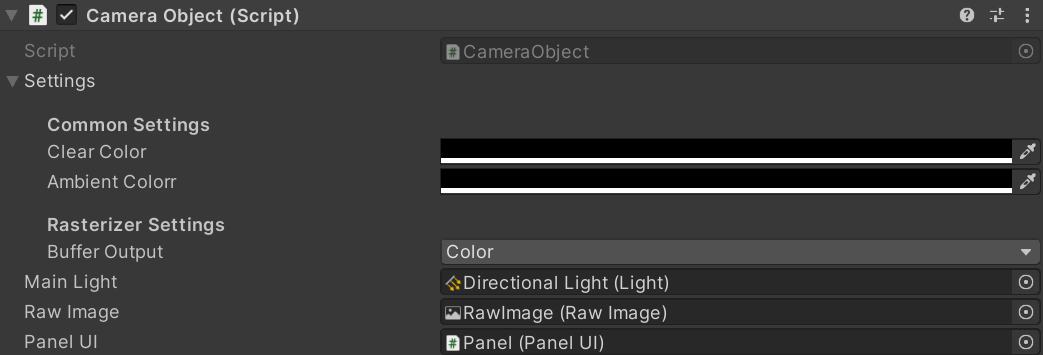 Camera Object (Script)
Script CameraObject
Settings
Common Settings
Clear Color
Ambient Colorr
Rasterizer Settings
Buffer Output Color
Main Light Directional Light (Light)
Raw Image RawImage (Raw Image)
Panel UI Panel (Panel UI)